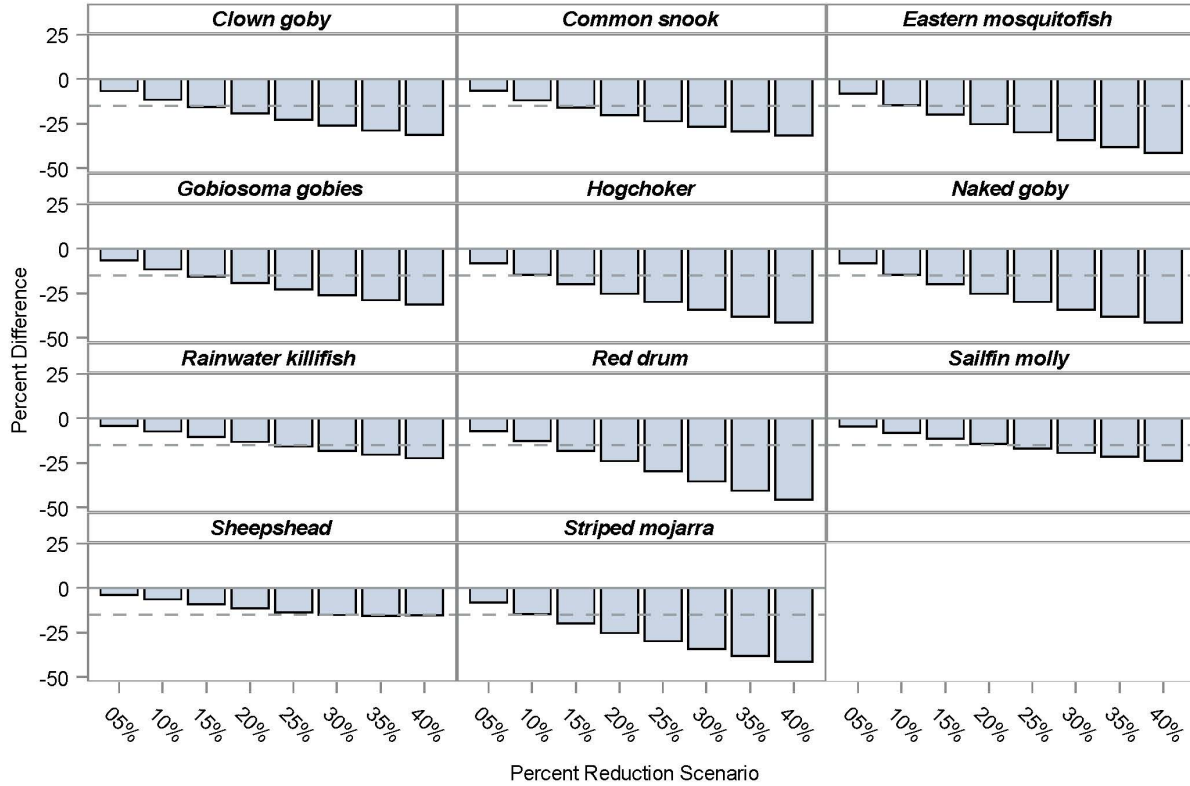 Clown goby Common snook Eastern mosquitofish
25
0
-25
-50
Gobiosoma gobies Hogchoker Naked goby
25
0
-25
-50
Rainwater killifish Red drum Sailfin molly
25
0
-25
-50
Sheepshead Striped mojarra
25
0
-25
-50
Percent Difference
05% 10% 15% 20% 25% 30% 35% 40% 05% 10% 15% 20% 25% 30% 35% 40% 05% 10% 15% 20% 25% 30% 35% 40%
Percent Reduction Scenario